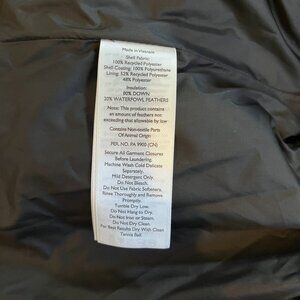 Made in Vietnam
Shell Fabric:
100% Recycled Polyester
Shell Coating: 100% Polyurethane
Lining: 52% Recycled Polyester
48% Polyester
Insulation:
80% DOWN
20% WATERFOWL FEATHERS
Note: This product contains
an amount of feathers not
exceeding that allowable by law
Contains Non-textile Parts
Of Animal Origin
PER. NO. PA 9900 (CN)
Secure All Garment Closures
Before Laundering.
Machine Wash Cold Delicate
Separately.
Mild Detergent Only.
Do Not Bleach.
Do Not Use Fabric Softeners.
Rinse Thoroughly and Remove
Promptly.
Tumble Dry Low.
Do Not Hang to Dry.
Do Not Iron.
Do Not Dry Clean.
For Best Results Dry With Clean
Tennis Ball.